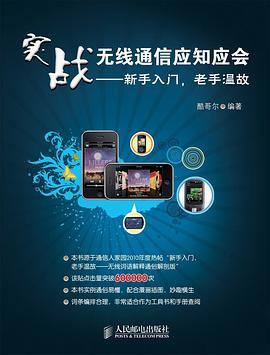 实战 无线通信应知应会
——新手入门，老手温故
酷哥尔 编著
本书源于通信人家园2010年度热帖“新手入门、
老手温故——无线词语解释通俗解剖版”
该贴点击量突破600000次
本书实例通俗易懂，配合漫画插图，妙趣横生
词条编排合理，非常适合作为工具书和手册查阅
人民邮电出版社
POSTS & TELECOM PRESS